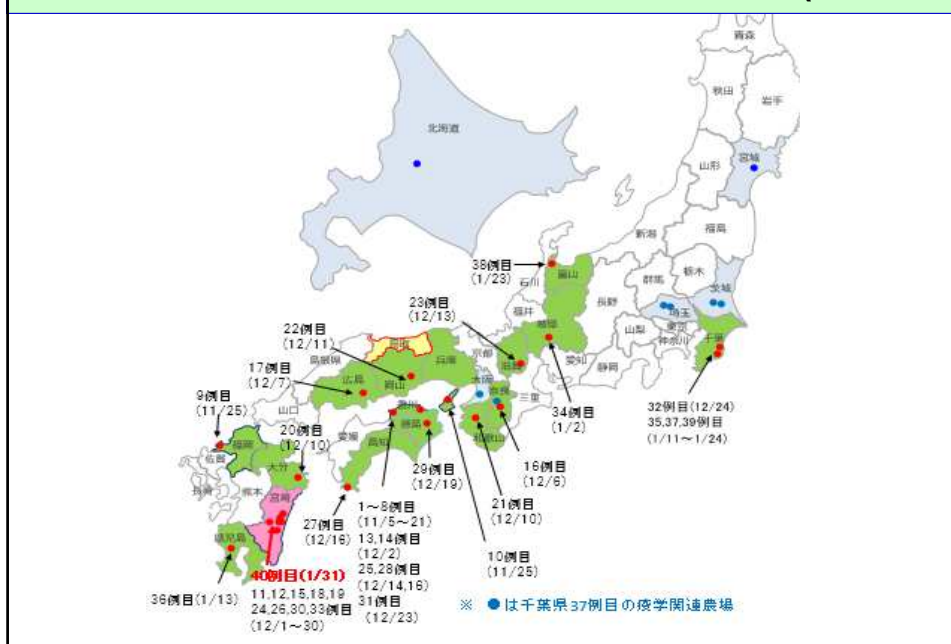 青森
秋田
岩手
北海道
宮城
山形
福島
新潟
38例目
(1/23)
富山
石川
群馬
栃木
茨城
長野
福井
埼玉
23例目
(12/13)
岐阜
山梨
東京
千葉
神奈川
22例目
(12/11)
鳥取
京都
滋賀
愛知
静岡
島根県
兵庫
17例目
(12/7)
広島
岡山
大阪
奈良
三重
34例目
(1/2)
32例目(12/24)
35,37,39例目
(1/11~1/24)
9例目
(11/25)
山口
香川
徳島
和歌山
20例目
(12/10)
愛媛
高知
福岡
佐賀
大分
長崎
熊本
宮崎
鹿児島
29例目
(12/19)
16例目
(12/6)
27例目
(12/16)
1~8例目
(11/5~21)
13,14例目
(12/2)
25,28例目
(12/14,16)
31例目
(12/23)
21例目
(12/10)
10例目
(11/25)
40例目(1/31)
11,12,15,18,19
24,26,30,33例目
(12/1~30)
36例目(1/13)
※ ●は千葉県37例目の疫学関連農場